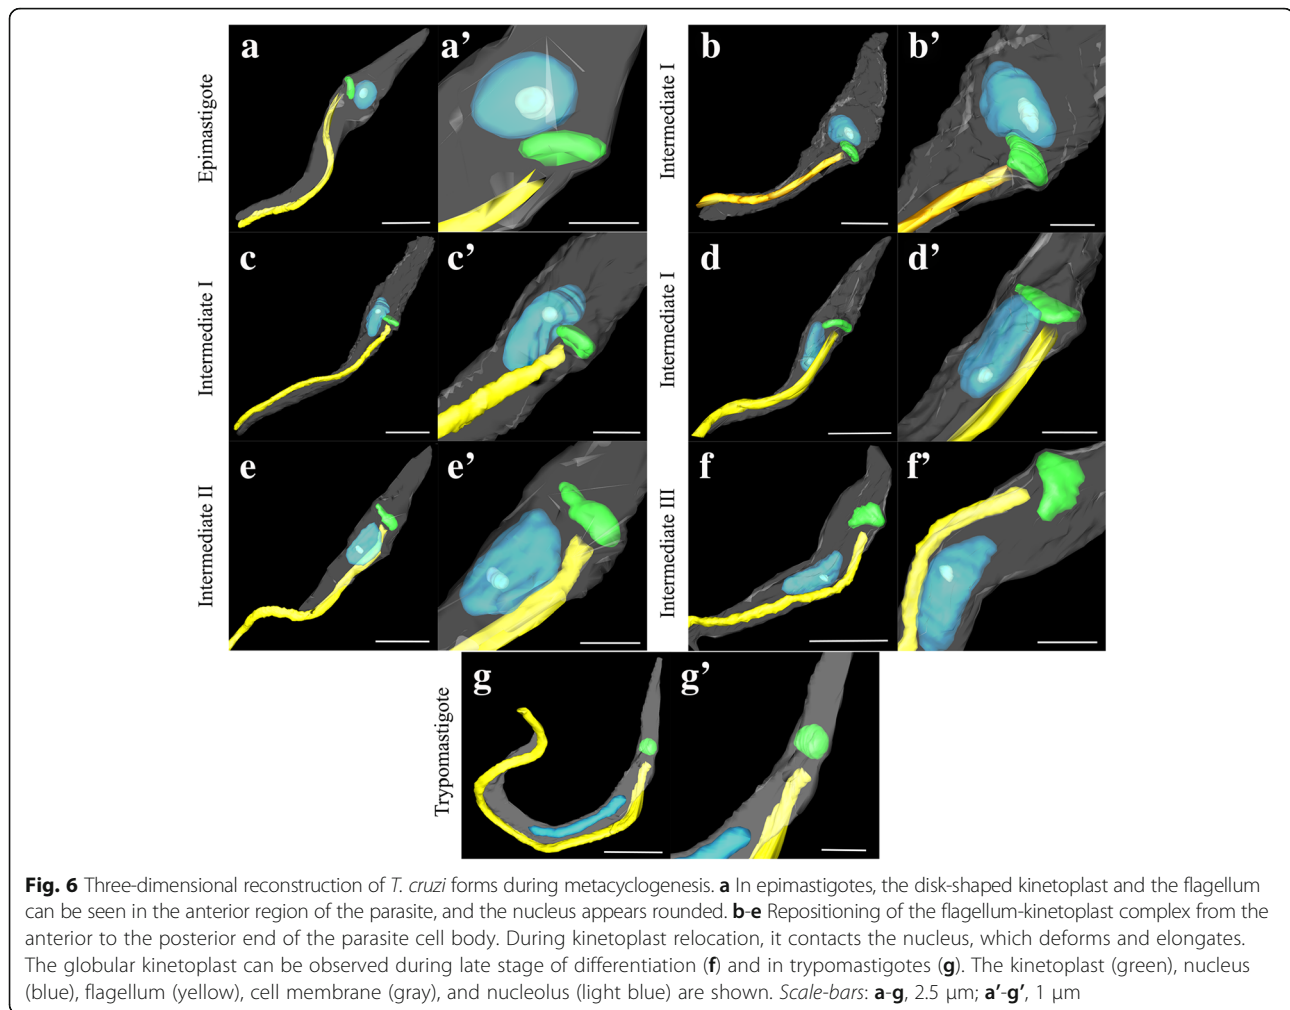 a
a’
b
b’
Epimastigote
Intermediate I
c
c’
d
d’
Intermediate I
Intermediate I
e
e’
f
f’
Intermediate II
Intermediate III
g
g’
Trypomastigote
Fig. 6 Three-dimensional reconstruction of T. cruzi forms during metacyclogenesis. a In epimastigotes, the disk-shaped kinetoplast and the flagellum
can be seen in the anterior region of the parasite, and the nucleus appears rounded. b-e Repositioning of the flagellum-kinetoplast complex from the
anterior to the posterior end of the parasite cell body. During kinetoplast relocation, it contacts the nucleus, which deforms and elongates.
The globular kinetoplast can be observed during late stage of differentiation (f) and in trypomastigotes (g). The kinetoplast (green), nucleus
(blue), flagellum (yellow), cell membrane (gray), and nucleolus (light blue) are shown. Scale-bars: a-g, 2.5 μm; a’-g’, 1 μm